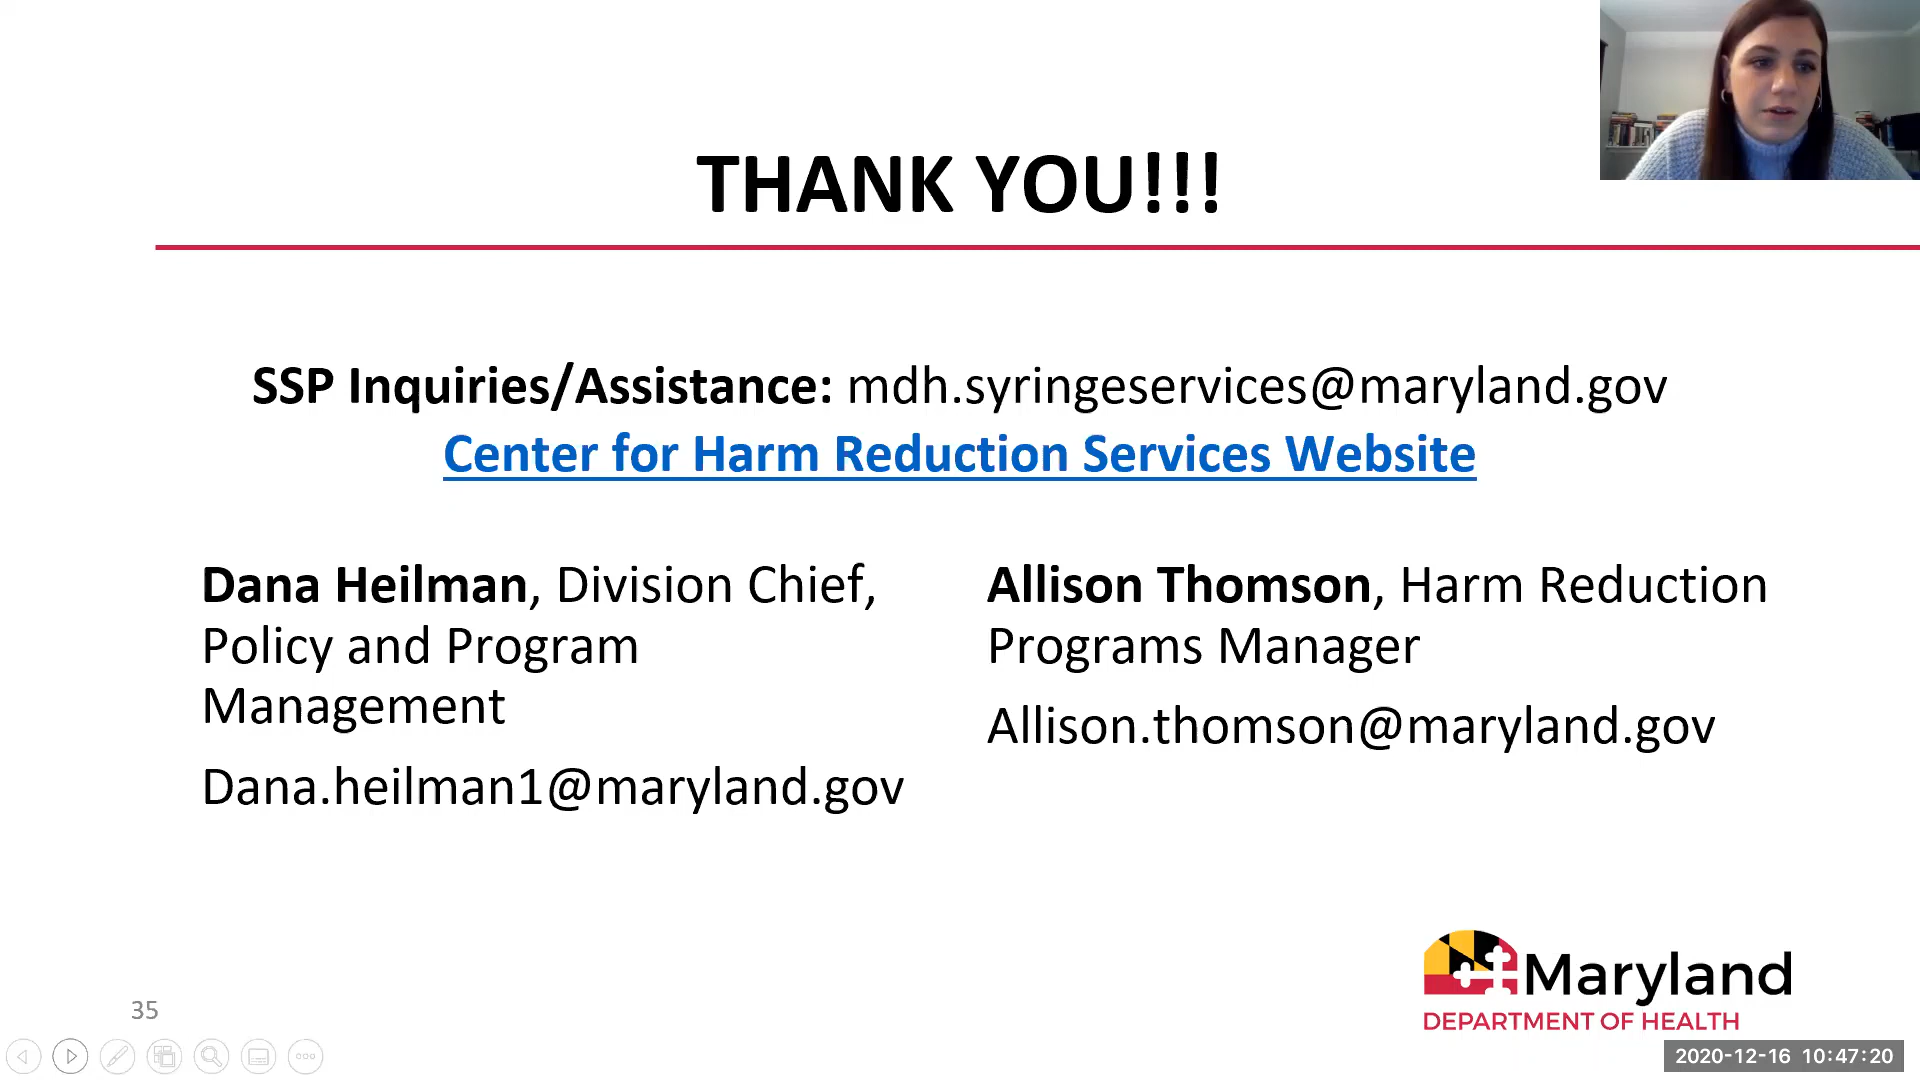 THANK YOU!!!
SSP Inquiries/Assistance: mdh.syringeservices@maryland.gov
Center for Harm Reduction Services Website
Dana Heilman, Division Chief,
Policy and Program
Management
Dana.heilman1@maryland.gov
Allison Thomson, Harm Reduction
Programs Manager
Allison.thomson@maryland.gov
Maryland
DEPARTMENT OF HEALTH
35
2020-12-16 10:47:20